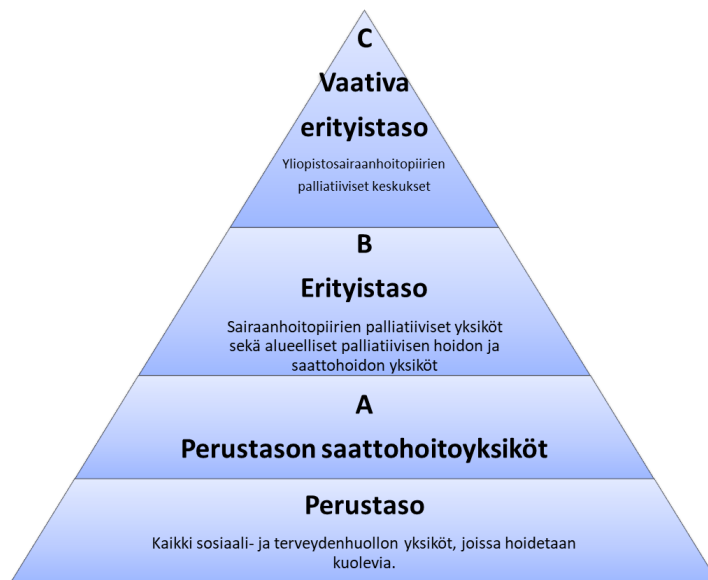 C
Vaativa
erityistaso
Yliopistosairaanhoitopiirien
palliatiiviset keskukset
B
Erityistaso
Sairaanhoitopiirien palliatiiviset yksiköt
sekä alueelliset palliatiivisen hoidon ja
saattohoidon yksiköt
A
Perustason saattohoitoyksiköt
Perustaso
Kaikki sosiaali- ja terveydenhuollon yksiköt, joissa hoidetaan
kuolevia.